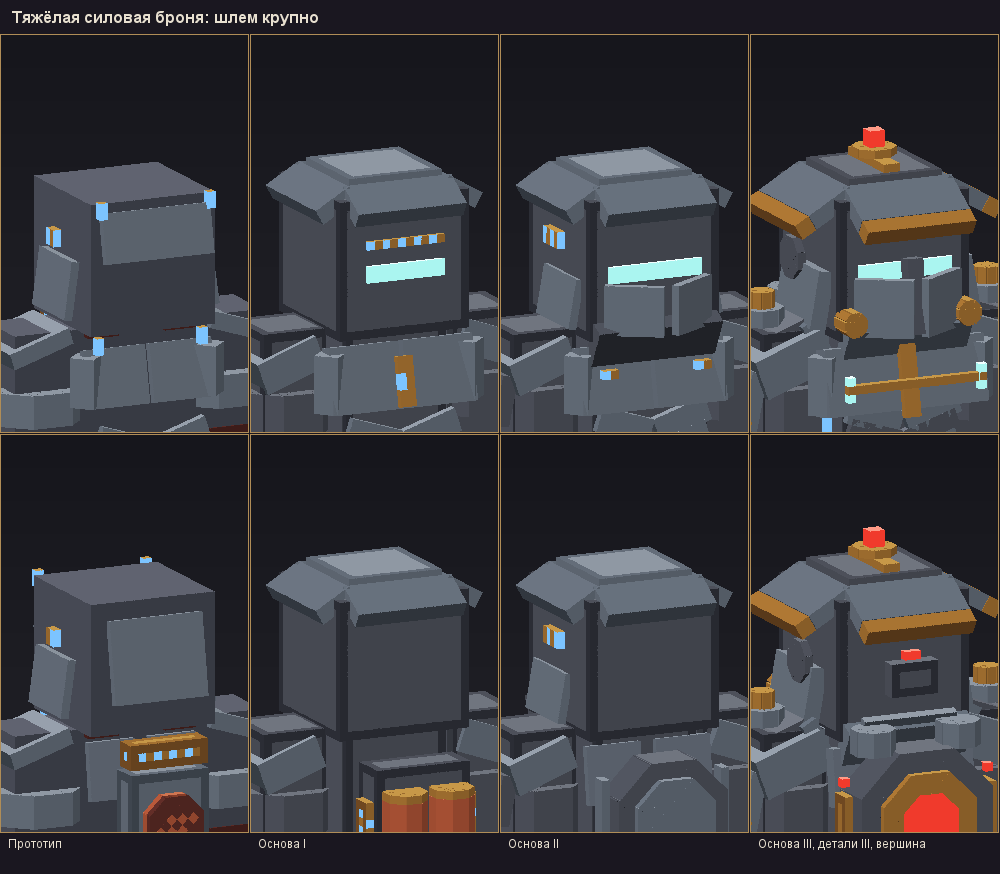 Тяжёлая силовая броня: шлем крупно
Прототип
Основа I
Основа II
Основа III, детали III, вершина